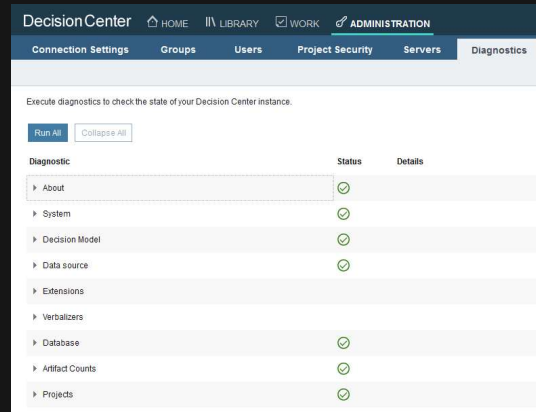 Decision Center HOME LIBRARY WORK ADMINISTRATION
Connection Settings Groups Users Project Security Servers Diagnostics
Execute diagnostics to check the state of your Decision Center instance.
Run All Collapse All
Diagnostic Status Details
About
System
Decision Model
Data source
Extensions
Verbalizers
Database
Artifact Counts
Projects